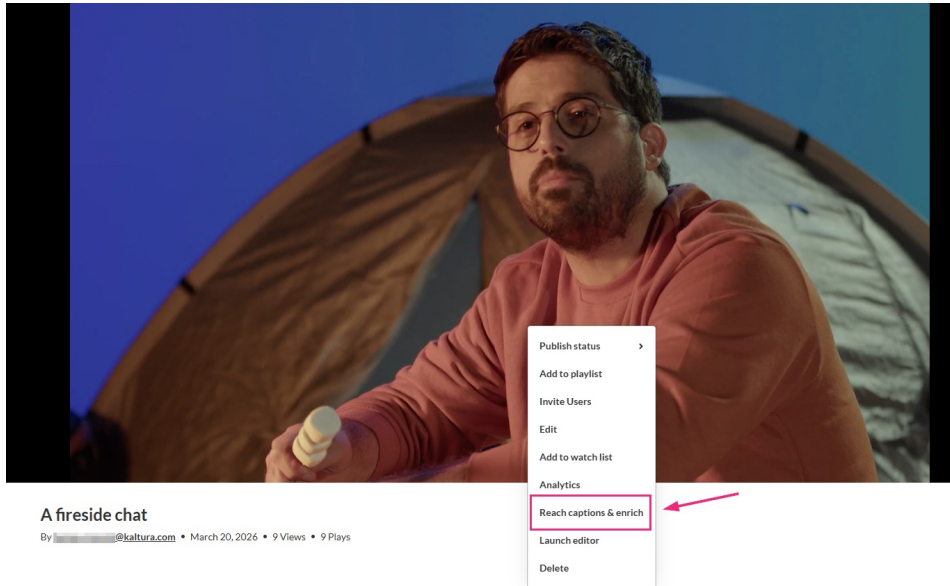 Publish status
Add to playlist
Invite Users
Edit
Add to watch list
Analytics
Reach captions & enrich
Launch editor
Delete
A fireside chat
By @kaltura.com • March 20, 2026 • 9 Views • 9 Plays